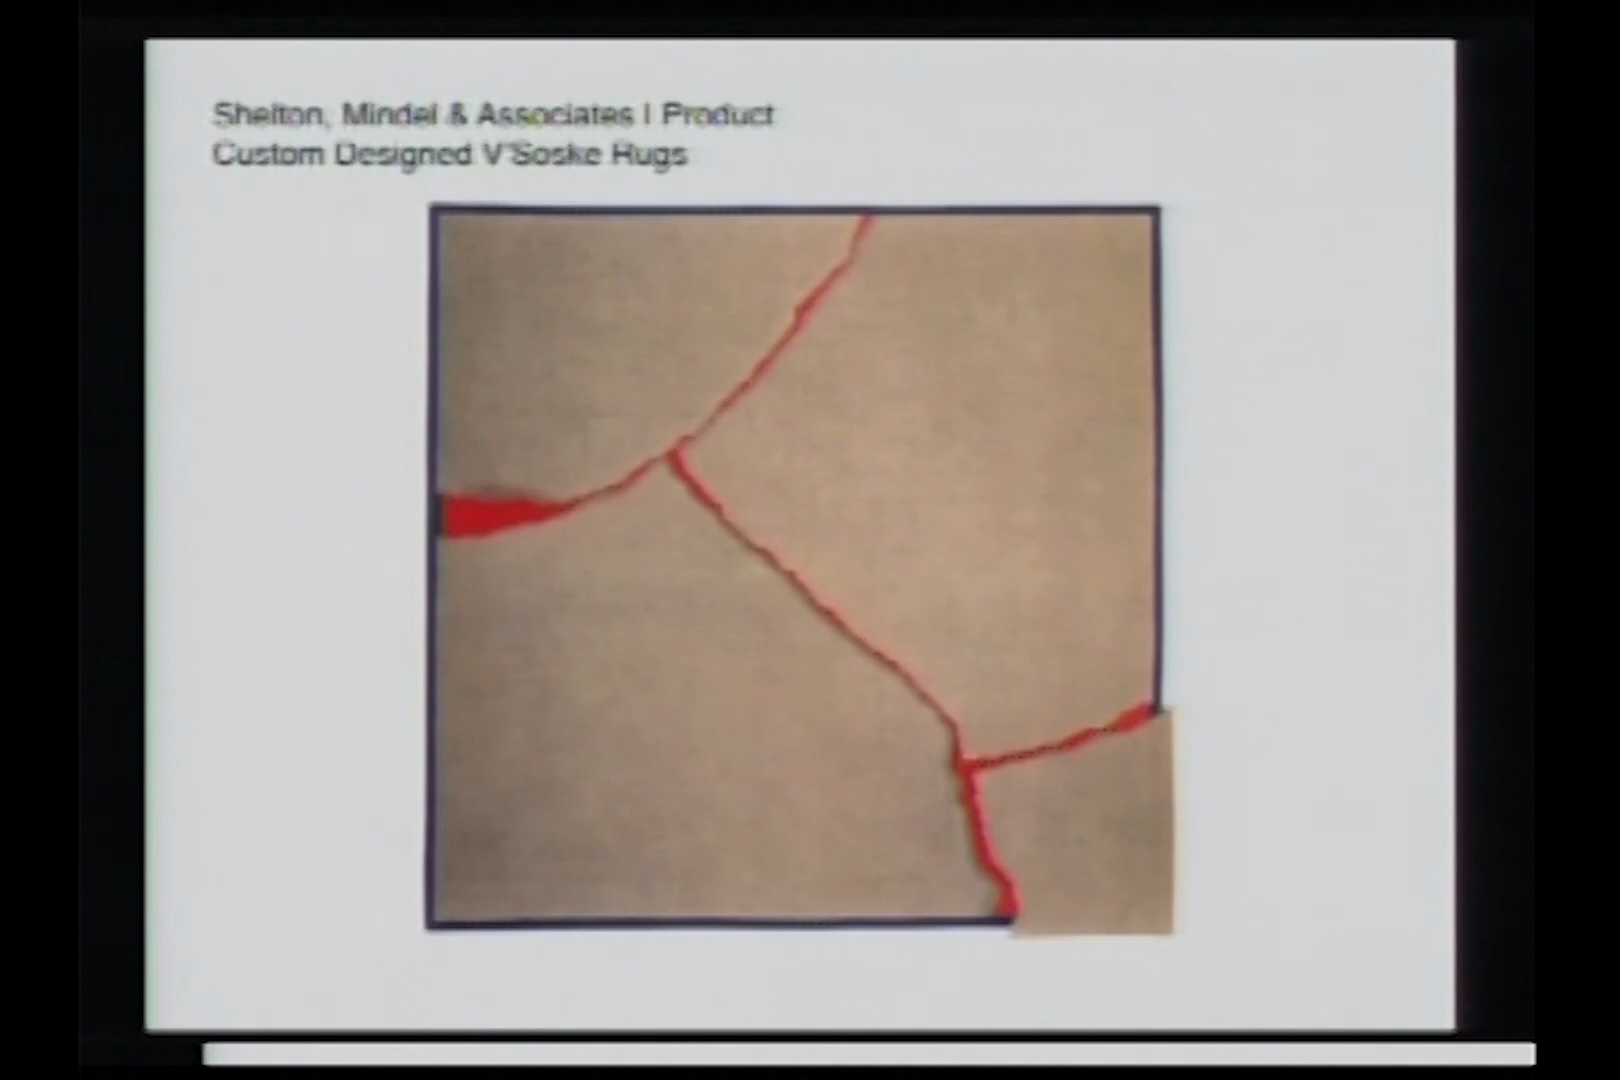 Shelton, Mindel & Associates I Product
Custom Designed V'Soske Rugs